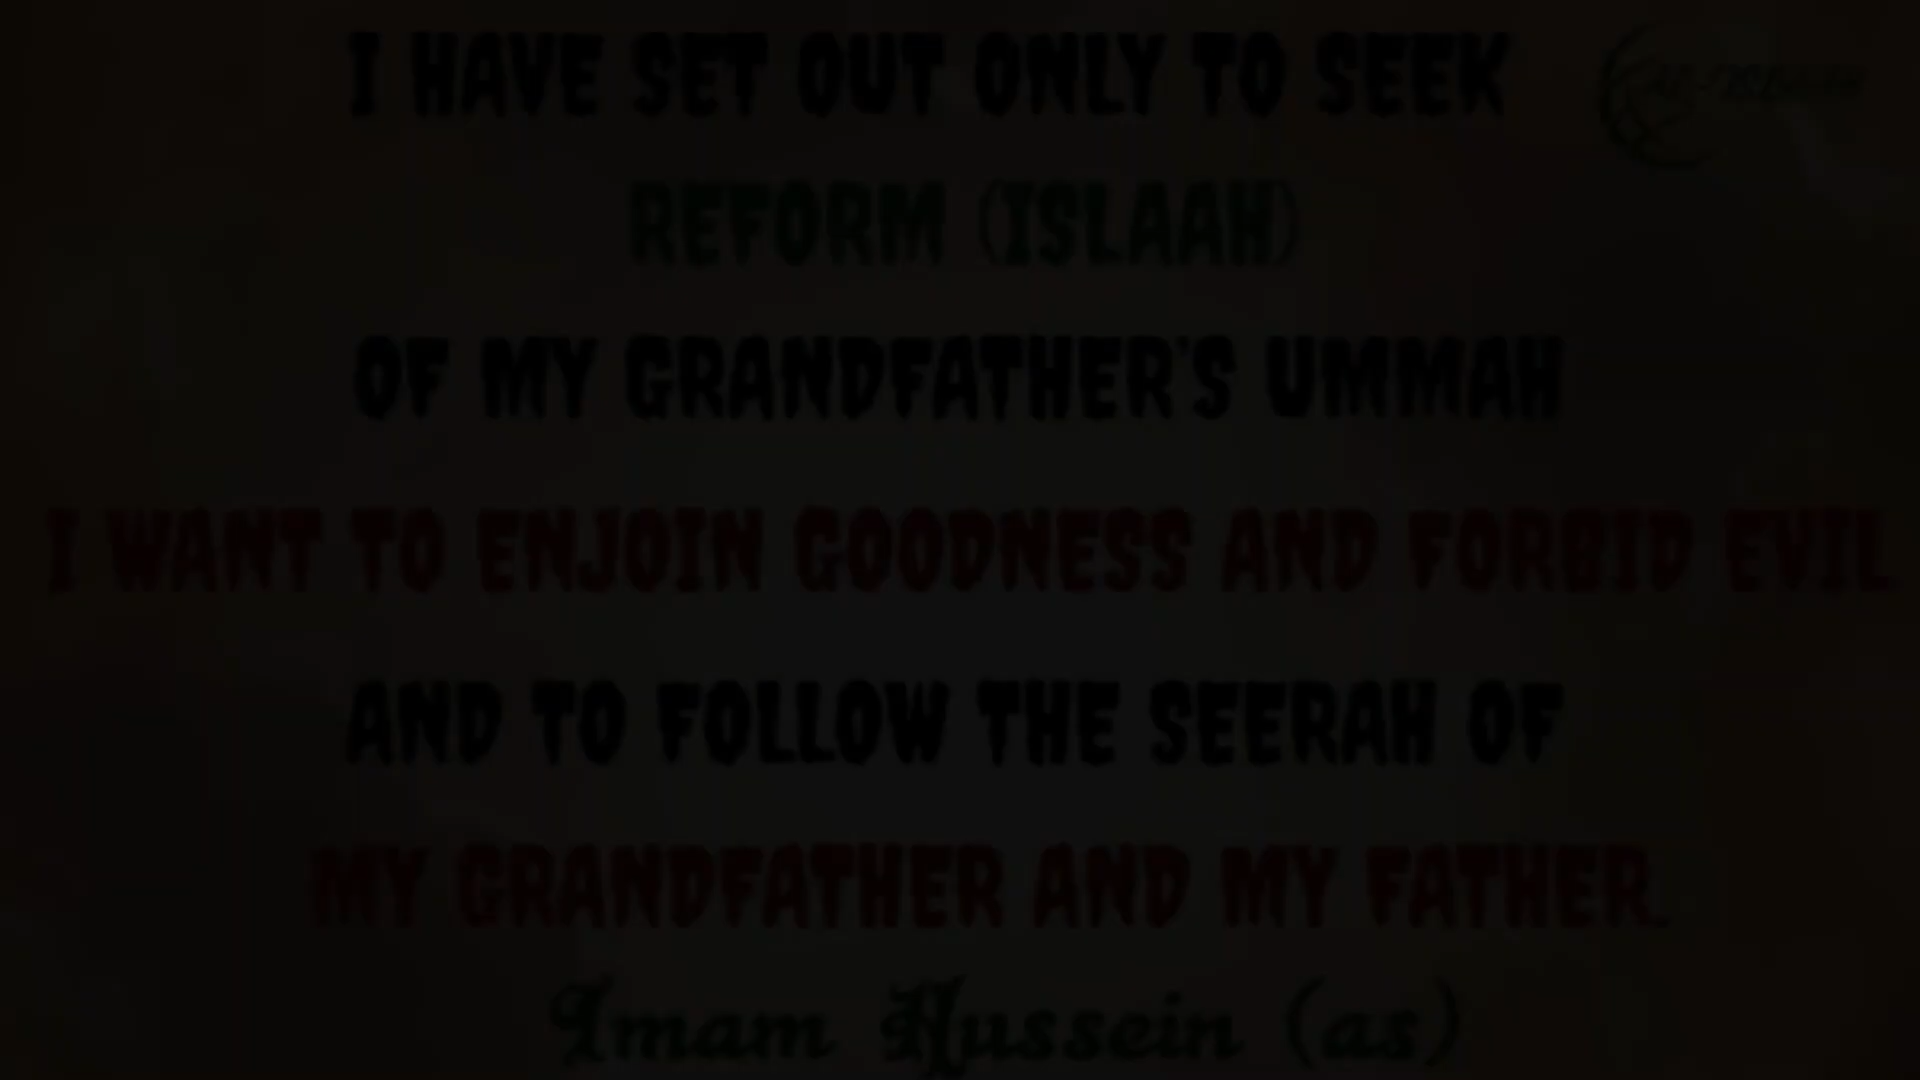 I HAVE SET OUT ONLY TO SEEK
REFORM (ISLAAH)
OF MY GRANDFATHER'S UMMAH
I WANT TO ENJOIN GOODNESS AND FORBID EVIL
AND TO FOLLOW THE SEERAH OF
MY GRANDFATHER AND MY FATHER.
Imam Hussein (as)